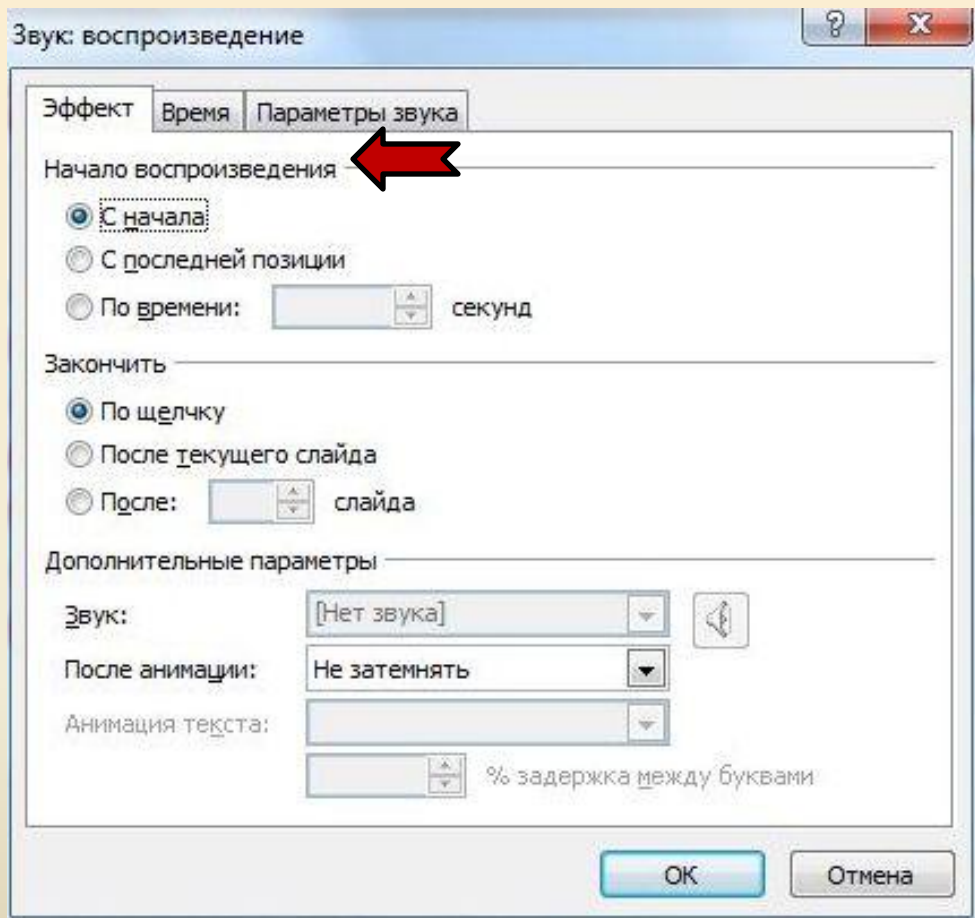 Звук: воспроизведение
Эффект Время Параметры звука
Начало воспроизведения
С начала
С последней позиции
По времени: секунд
Закончить
По щелчку
После текущего слайда
После: слайда
Дополнительные параметры
Звук: [Нет звука]
После анимации: Не затемнять
Анимация текста:
% задержка между буквами
ОК Отмена